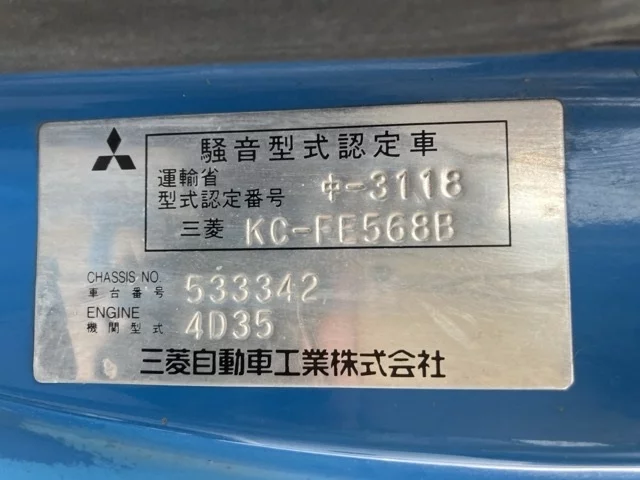 騒音型式認定車
運輸省
型式認定番号 中-3118
三菱 KC-FE568B
CHASSIS NO.
車台番号 533342
ENGINE
機関型式 4D35
三菱自動車工業株式会社